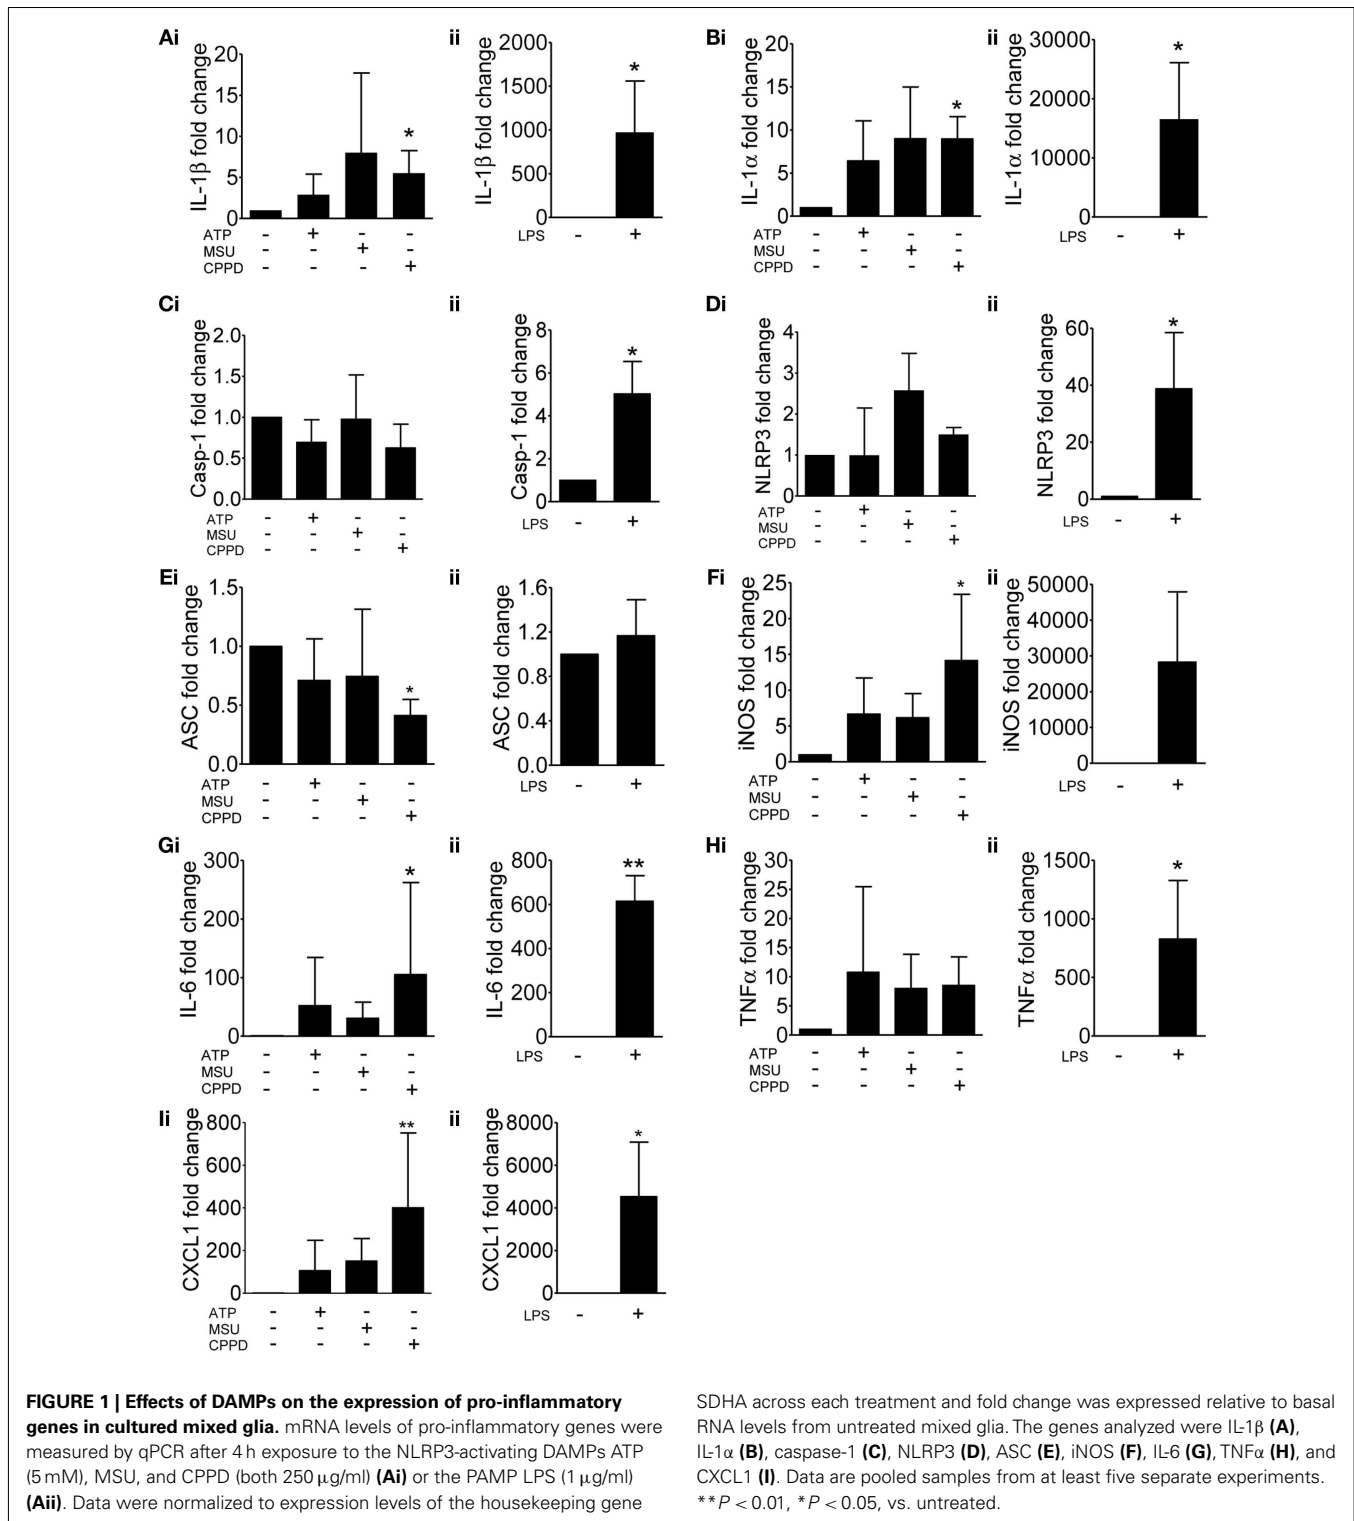 Ai
IL-1β fold change
20
15
10
5
0
*
ATP - + - -
MSU - - + -
CPPD - - - +
ii
IL-1β fold change
2000
1500
1000
500
0
*
LPS - +
Bi
IL-1α fold change
20
15
10
5
0
*
ATP - + - -
MSU - - + -
CPPD - - - +
ii
IL-1α fold change
30000
20000
10000
0
*
LPS - +
Ci
Casp-1 fold change
2.0
1.5
1.0
0.5
0.0
ATP - + - -
MSU - - + -
CPPD - - - +
ii
Casp-1 fold change
8
6
4
2
0
*
LPS - +
Di
NLRP3 fold change
4
3
2
1
0
ATP - + - -
MSU - - + -
CPPD - - - +
ii
NLRP3 fold change
60
40
20
0
*
LPS - +
Ei
ASC fold change
1.5
1.0
0.5
0.0
*
ATP - + - -
MSU - - + -
CPPD - - - +
ii
ASC fold change
1.6
1.2
0.8
0.4
0.0
LPS - +
Fi
iNOS fold change
25
20
15
10
5
0
*
ATP - + - -
MSU - - + -
CPPD - - - +
ii
iNOS fold change
50000
40000
30000
20000
10000
0
LPS - +
Gi
IL-6 fold change
300
200
100
0
*
ATP - + - -
MSU - - + -
CPPD - - - +
ii
IL-6 fold change
800
600
400
200
0
**
LPS - +
Hi
TNFα fold change
30
25
20
15
10
5
0
ATP - + - -
MSU - - + -
CPPD - - - +
ii
TNFα fold change
1500
1000
500
0
*
LPS - +
Ii
CXCL1 fold change
800
600
400
200
0
**
ATP - + - -
MSU - - + -
CPPD - - - +
ii
CXCL1 fold change
8000
6000
4000
2000
0
*
LPS - +
FIGURE 1 | Effects of DAMPs on the expression of pro-inflammatory
genes in cultured mixed glia. mRNA levels of pro-inflammatory genes were
measured by qPCR after 4 h exposure to the NLRP3-activating DAMPs ATP
(5 mM), MSU, and CPPD (both 250 μg/ml) (Ai) or the PAMP LPS (1 μg/ml)
(Aii). Data were normalized to expression levels of the housekeeping gene
SDHA across each treatment and fold change was expressed relative to basal
RNA levels from untreated mixed glia. The genes analyzed were IL-1β (A),
IL-1α (B), caspase-1 (C), NLRP3 (D), ASC (E), iNOS (F), IL-6 (G), TNFα (H), and
CXCL1 (I). Data are pooled samples from at least five separate experiments.
**P < 0.01, *P < 0.05, vs. untreated.